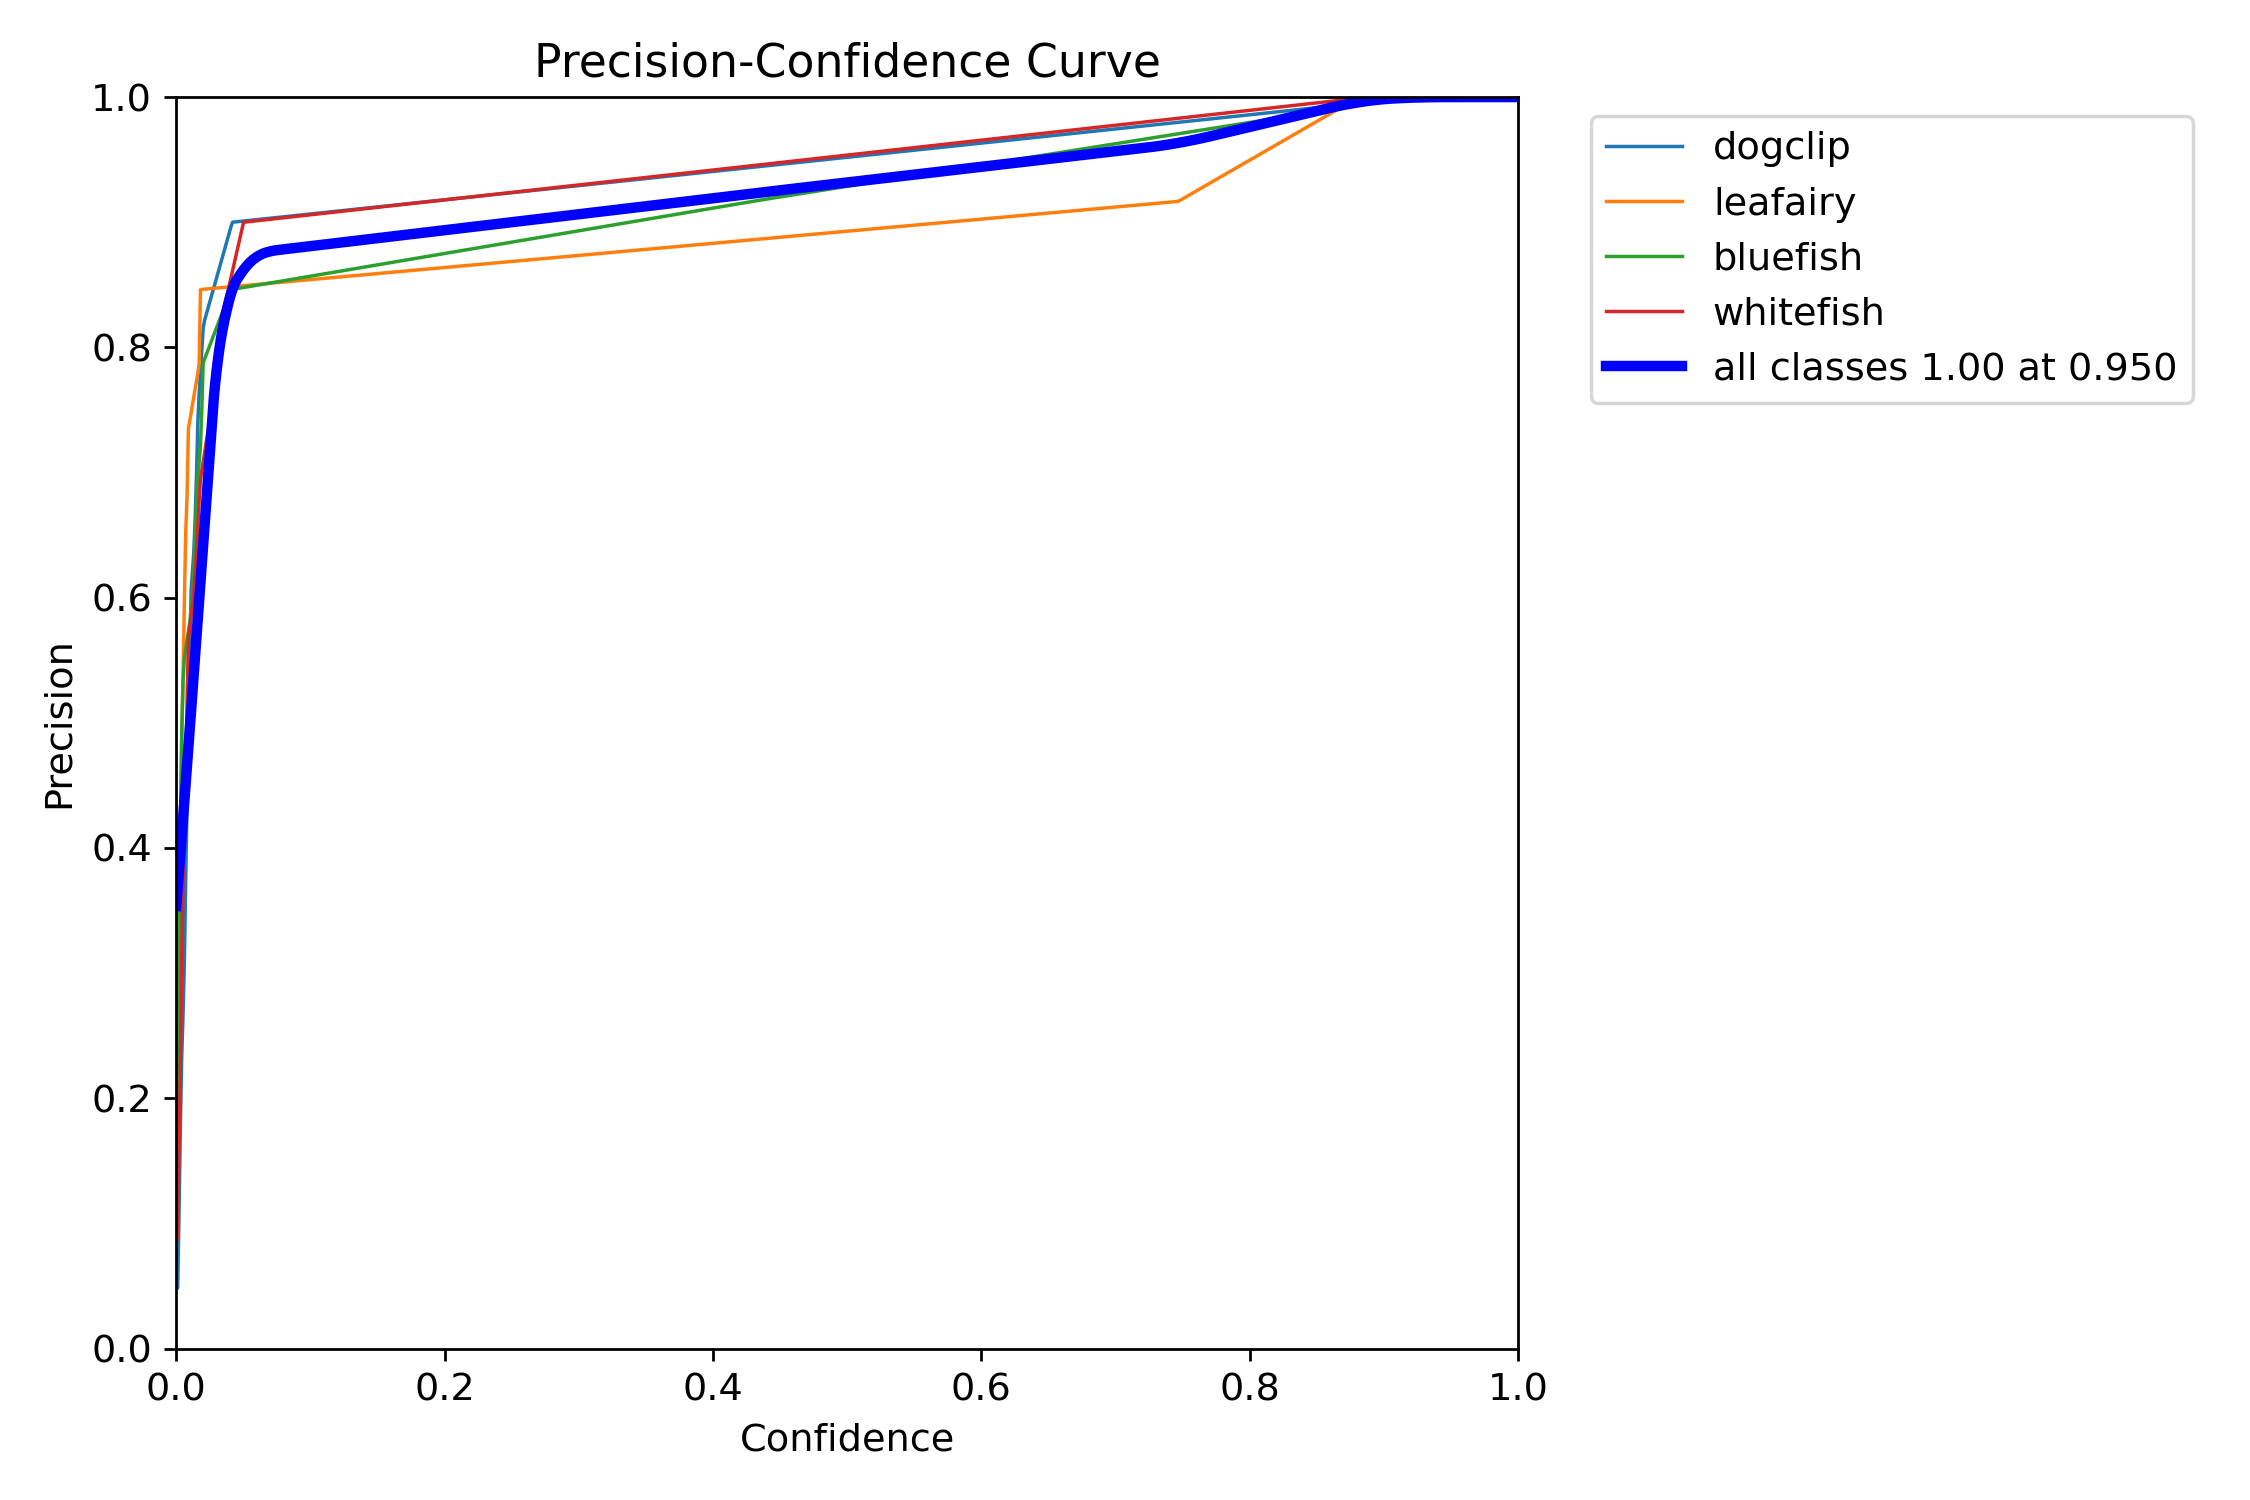 Precision-Confidence Curve
1.0
0.8
0.6
0.4
0.2
0.0
Precision
0.0 0.2 0.4 0.6 0.8 1.0
Confidence
dogclip
leafairy
bluefish
whitefish
all classes 1.00 at 0.950